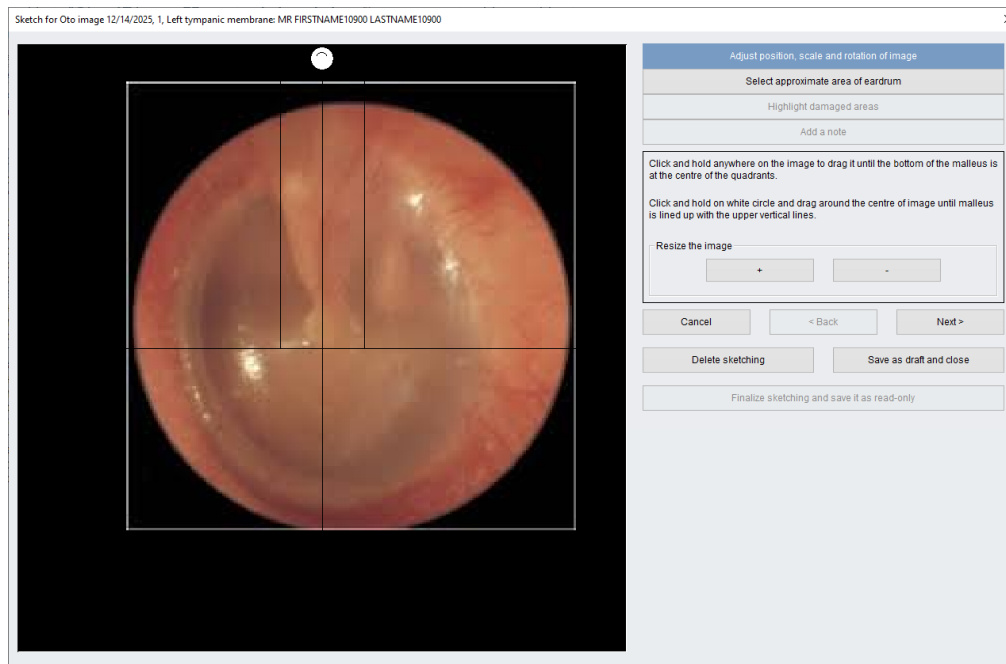 Sketch for Oto image 12/14/2025, 1, Left tympanic membrane: MR FIRSTNAME10900 LASTNAME10900
Adjust position, scale and rotation of image
Select approximate area of eardrum
Highlight damaged areas
Add a note
Click and hold anywhere on the image to drag it until the bottom of the malleus is
at the centre of the quadrants.
Click and hold on white circle and drag around the centre of image until malleus
is lined up with the upper vertical lines.
Resize the image
+ -
Cancel < Back Next >
Delete sketching Save as draft and close
Finalize sketching and save it as read-only